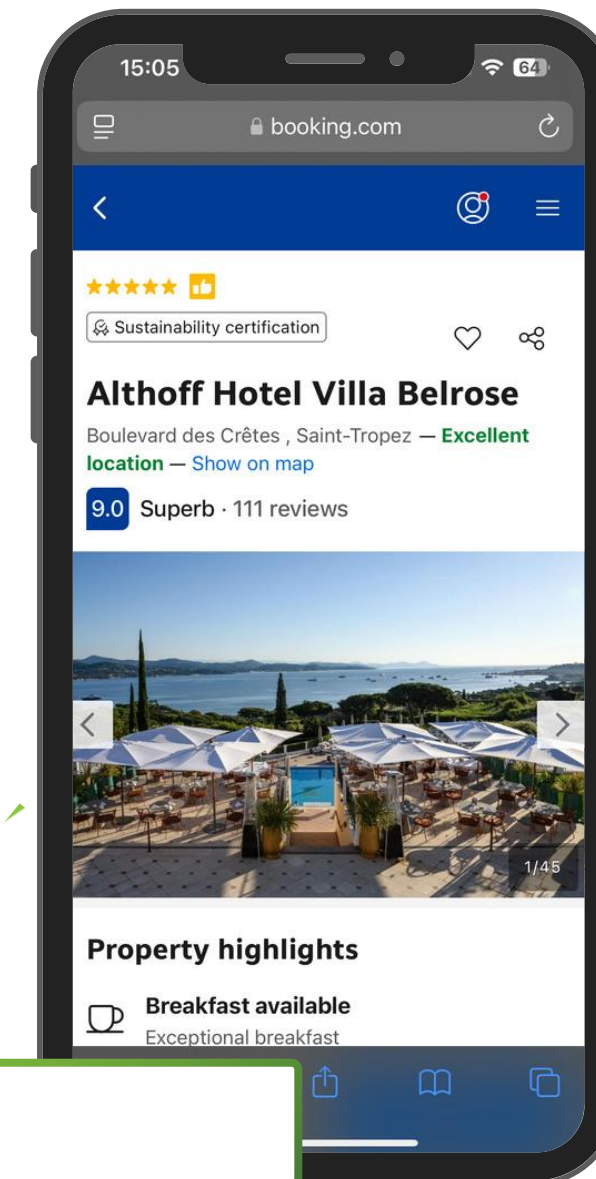 15:05
64
booking.com
Sustainability certification
Althoff Hotel Villa Belrose
Boulevard des Crêtes , Saint-Tropez — Excellent
location — Show on map
9.0 Superb · 111 reviews
1/45
Property highlights
Breakfast available
Exceptional breakfast